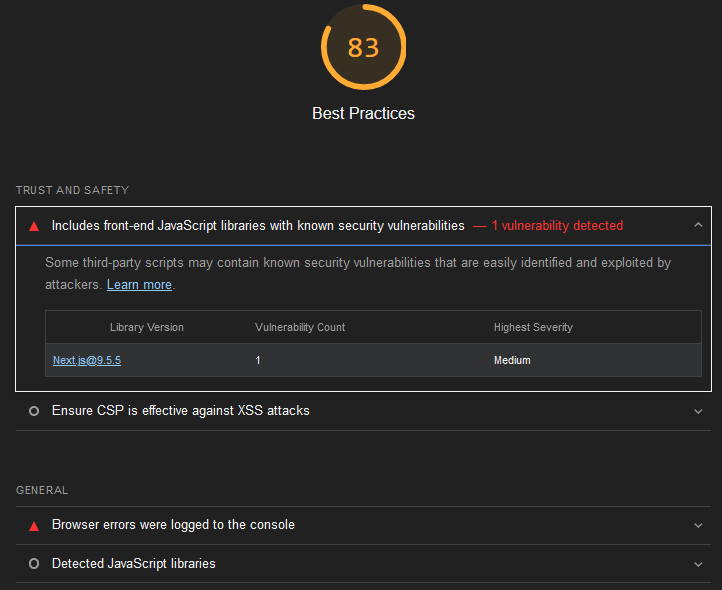 83
Best Practices
TRUST AND SAFETY
Includes front-end JavaScript libraries with known security vulnerabilities — 1 vulnerability detected
Some third-party scripts may contain known security vulnerabilities that are easily identified and exploited by
attackers. Learn more.
Library Version Vulnerability Count Highest Severity
Next.js@9.5.5 1 Medium
Ensure CSP is effective against XSS attacks
GENERAL
Browser errors were logged to the console
Detected JavaScript libraries